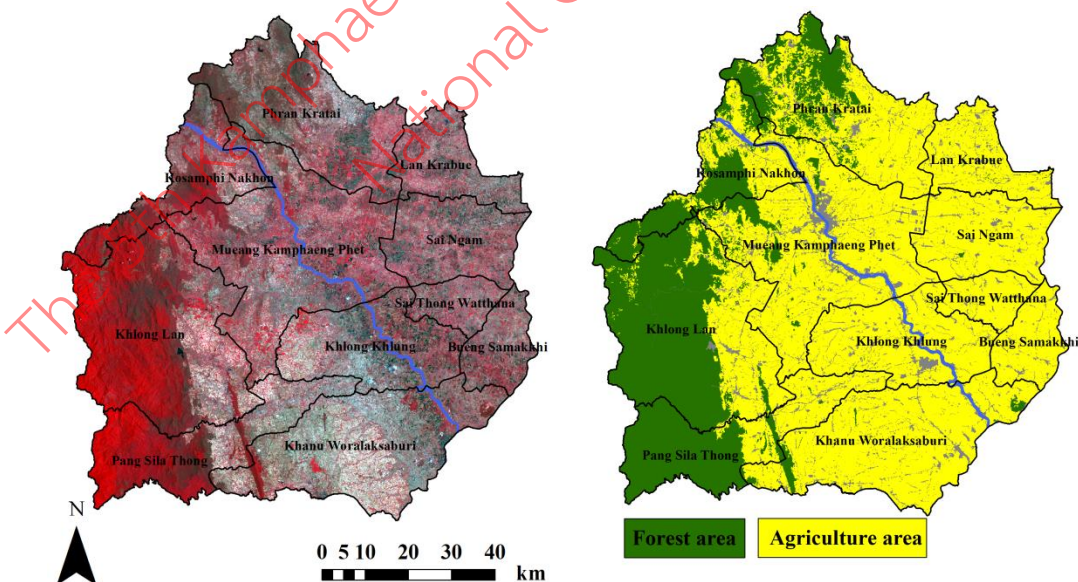 Phran Kratai
Lan Krabue
Kosamphi Nakhon
Mueang Kamphaeng Phet
Sai Ngam
Sai Thong Watthana
Khlong Lan
Khlong Khlung
Bueng Samakkhi
Khanu Woralaksaburi
Pang Sila Thong
N
0 5 10 20 30 40
km
Phran Kratai
Lan Krabue
Kosamphi Nakhon
Sai Ngam
Mueang Kamphaeng Phet
Sai Thong Watthana
Khlong Lan
Khlong Khlung
Bueng Samakkhi
Khanu Woralaksaburi
Pang Sila Thong
Forest area
Agriculture area
National